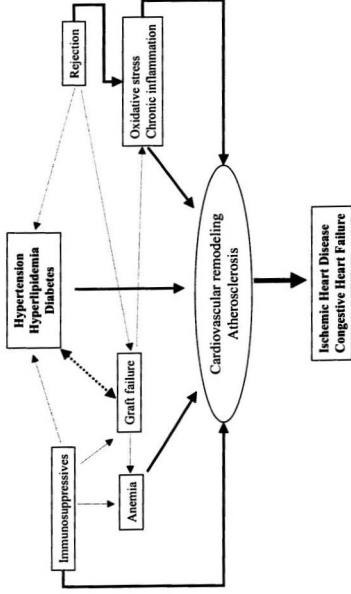 Immunosuppressives
Rejection
Hypertension
Hyperlipidemia
Diabetes
Oxidative stress
Chronic inflammation
Graft failure
Anemia
Cardiovascular remodeling
Atherosclerosis
Ischemic Heart Disease
Congestive Heart Failure